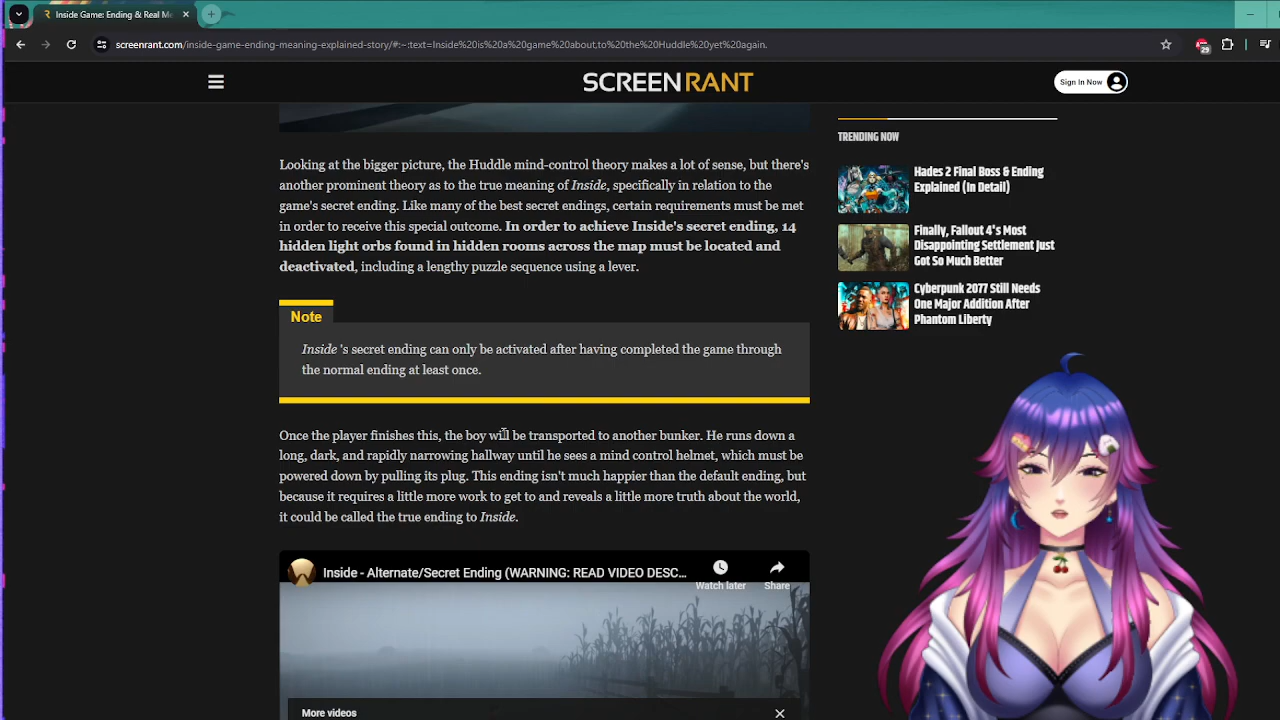 Inside Game: Ending & Real Me
screenrant.com/inside-game-ending-meaning-explained-story/#:~:text=Inside%20is%20a%20game%20about,to%20the%20Huddle%20yet%20again.
29
SCREENRANT
Sign In Now
Looking at the bigger picture, the Huddle mind-control theory makes a lot of sense, but there's
another prominent theory as to the true meaning of Inside, specifically in relation to the
game's secret ending. Like many of the best secret endings, certain requirements must be met
in order to receive this special outcome. In order to achieve Inside's secret ending, 14
hidden light orbs found in hidden rooms across the map must be located and
deactivated, including a lengthy puzzle sequence using a lever.
Note
Inside 's secret ending can only be activated after having completed the game through
the normal ending at least once.
Once the player finishes this, the boy will be transported to another bunker. He runs down a
long, dark, and rapidly narrowing hallway until he sees a mind control helmet, which must be
powered down by pulling its plug. This ending isn't much happier than the default ending, but
because it requires a little more work to get to and reveals a little more truth about the world,
it could be called the true ending to Inside.
Inside - Alternate/Secret Ending (WARNING: READ VIDEO DESC...
Watch later
Share
More videos
TRENDING NOW
Hades 2 Final Boss & Ending
Explained (In Detail)
Finally, Fallout 4's Most
Disappointing Settlement Just
Got So Much Better
Cyberpunk 2077 Still Needs
One Major Addition After
Phantom Liberty